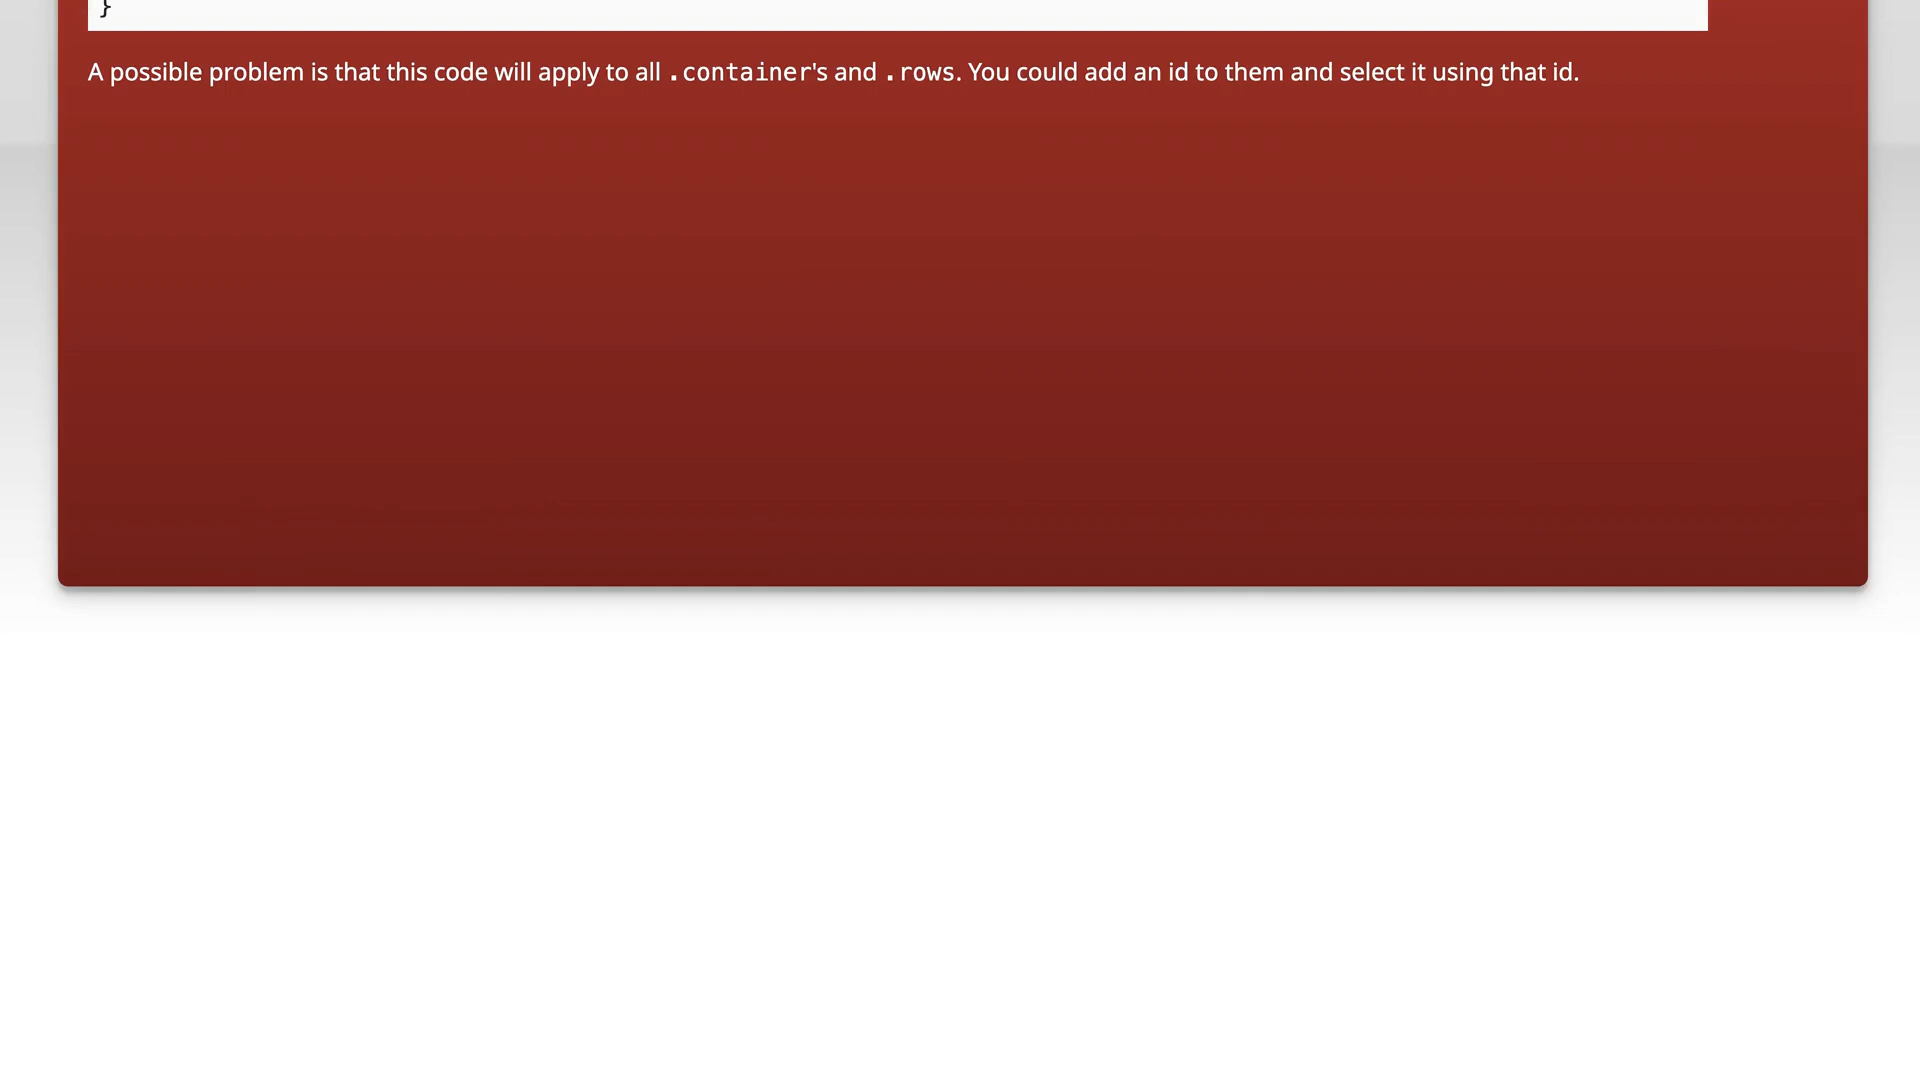 }
A possible problem is that this code will apply to all .container's and .rows. You could add an id to them and select it using that id.